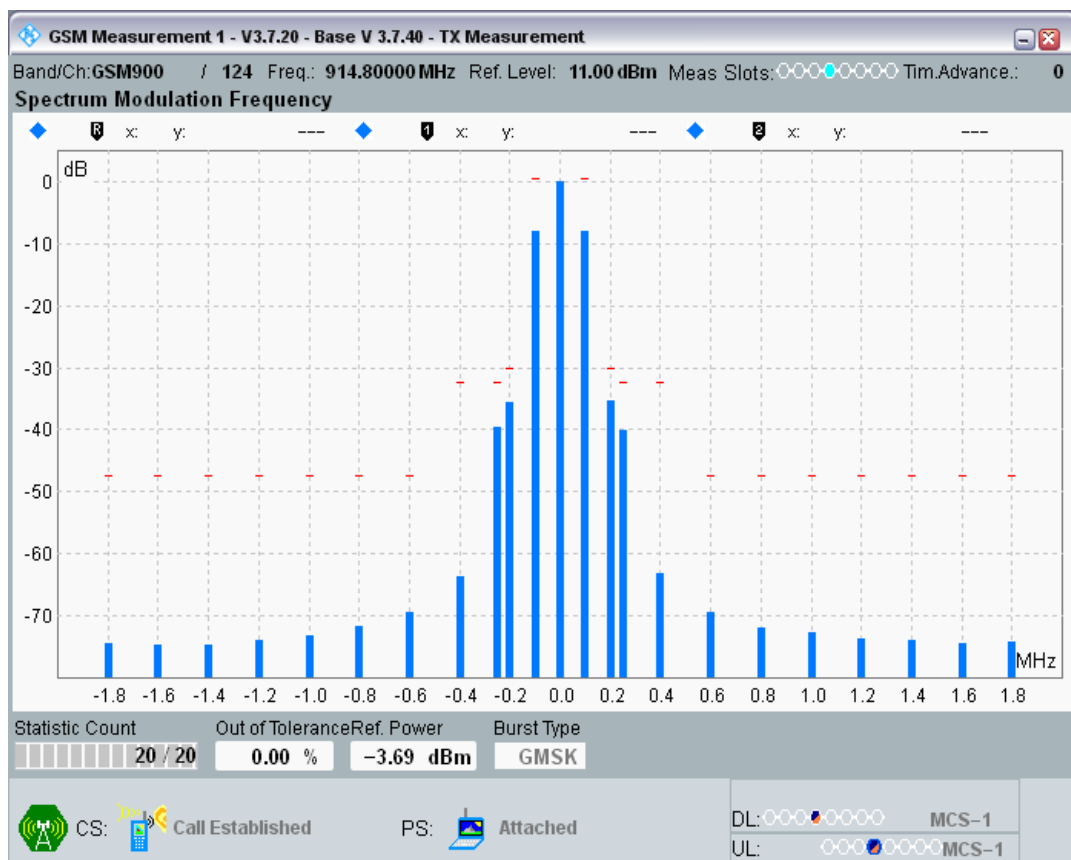 GSM Measurement 1 - V3.7.20 - Base V 3.7.40 - TX Measurement
Band/Ch:GSM900 / 124 Freq.: 914.80000 MHz Ref. Level: 11.00 dBm Meas Slots: Tim.Advance.: 0
Spectrum Modulation Frequency
R x: y: --- 1 x: y: --- 2 x: y: ---
dB
0
-10
-20
-30
-40
-50
-60
-70
MHz
-1.8 -1.6 -1.4 -1.2 -1.0 -0.8 -0.6 -0.4 -0.2 0.0 0.2 0.4 0.6 0.8 1.0 1.2 1.4 1.6 1.8
Statistic Count Out of Tolerance Ref. Power Burst Type
20 / 20 0.00 % −3.69 dBm GMSK
CS: Call Established PS: Attached
DL: MCS−1
UL: MCS−1